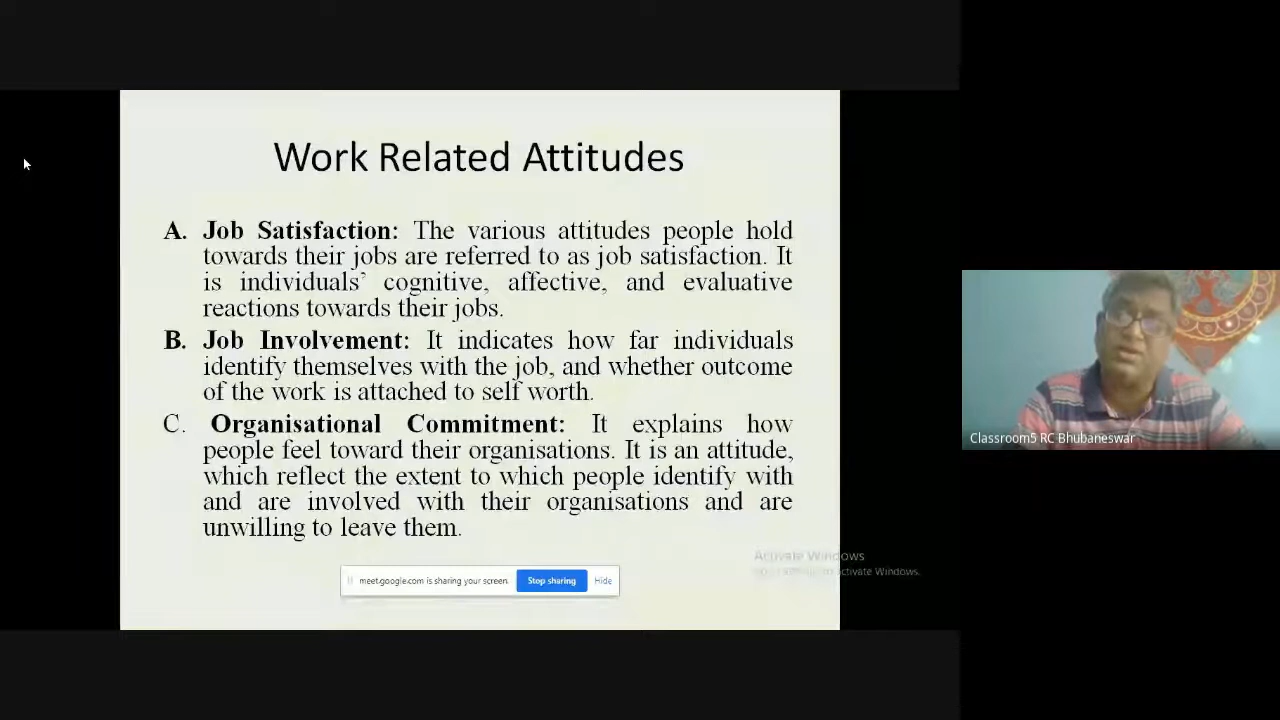 Work Related Attitudes
A. Job Satisfaction: The various attitudes people hold
towards their jobs are referred to as job satisfaction. It
is individuals’ cognitive, affective, and evaluative
reactions towards their jobs.
B. Job Involvement: It indicates how far individuals
identify themselves with the job, and whether outcome
of the work is attached to self worth.
C. Organisational Commitment: It explains how
people feel toward their organisations. It is an attitude,
which reflect the extent to which people identify with
and are involved with their organisations and are
unwilling to leave them.
Classroom5 RC Bhubaneswar
Activate Windows
activate Windows.
meet.google.com is sharing your screen. Stop sharing Hide